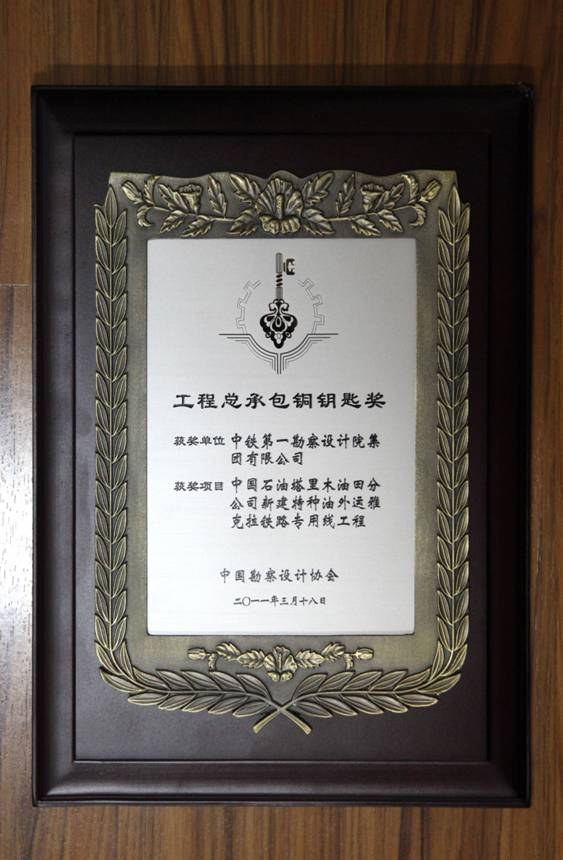 工程总承包铜钥匙奖
获奖单位 中铁第一勘察设计院集
团有限公司
获奖项目 中国石油塔里木油田分
公司新建特种油外运雅
克拉铁路专用线工程
中国勘察设计协会
二〇一一年三月十八日